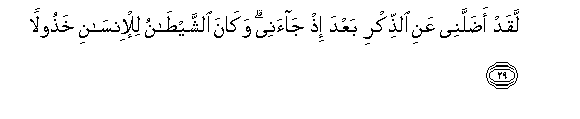 لَّقَدْ أَضَلَّنِى عَنِ ٱلذِّكْرِ بَعْدَ إِذْ جَآءَنِى ۗ وَكَانَ ٱلشَّيْطَـٰنُ لِلْإِنسَـٰنِ خَذُولًا
٢٩